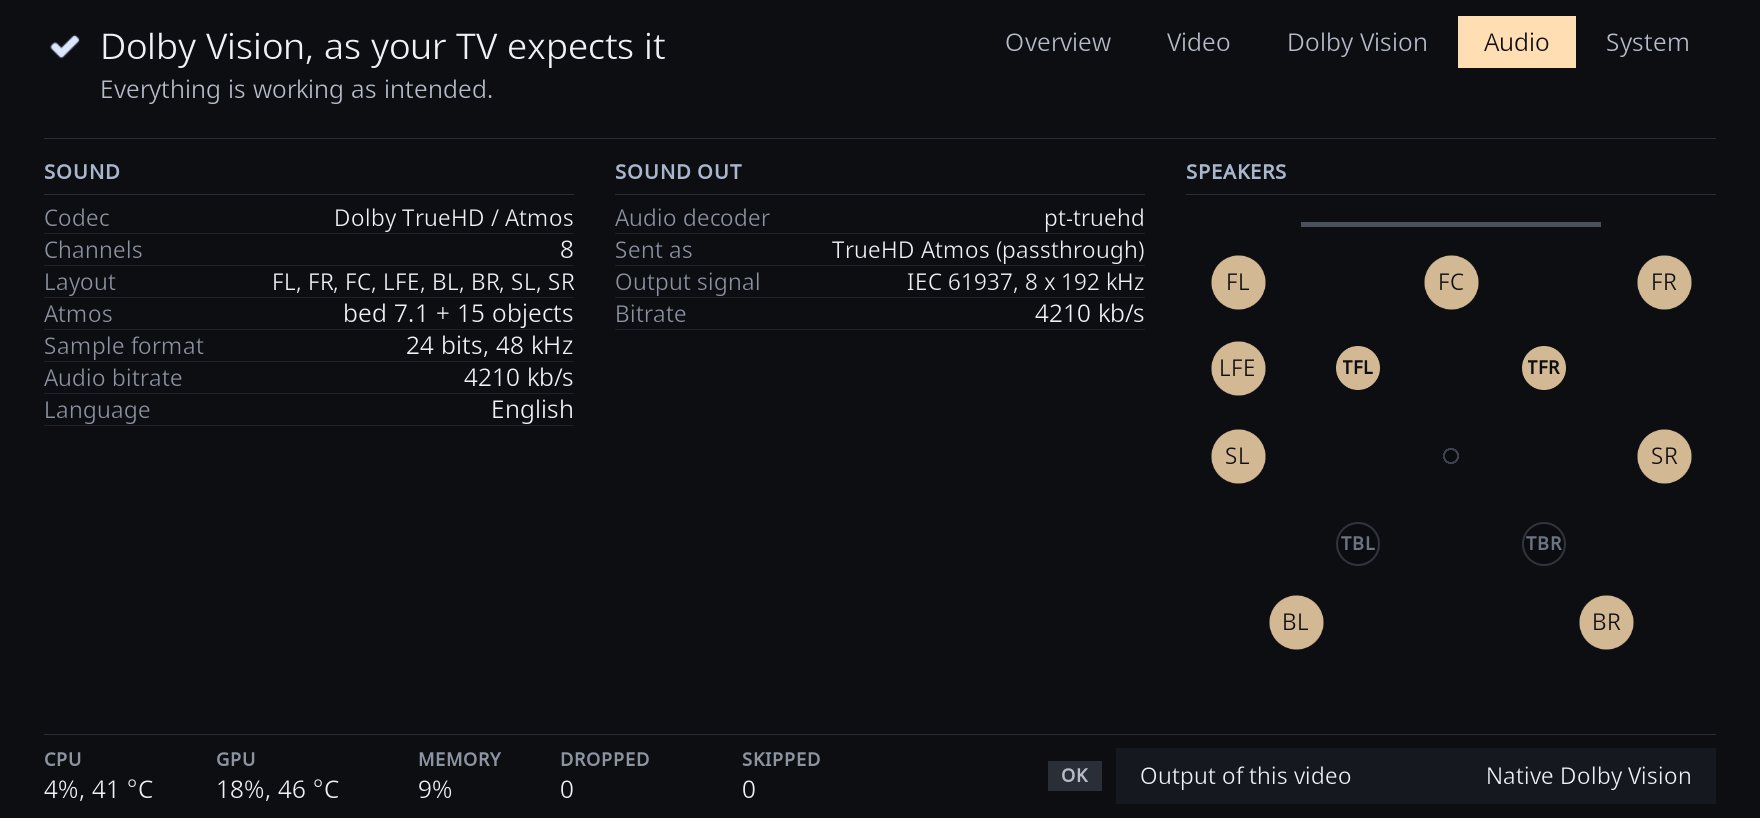 Dolby Vision, as your TV expects it
Everything is working as intended.
Overview Video Dolby Vision Audio System
SOUND
Codec Dolby TrueHD / Atmos
Channels 8
Layout FL, FR, FC, LFE, BL, BR, SL, SR
Atmos bed 7.1 + 15 objects
Sample format 24 bits, 48 kHz
Audio bitrate 4210 kb/s
Language English
SOUND OUT
Audio decoder pt-truehd
Sent as TrueHD Atmos (passthrough)
Output signal IEC 61937, 8 x 192 kHz
Bitrate 4210 kb/s
SPEAKERS
FL FC FR
LFE TFL TFR
SL SR
TBL TBR
BL BR
CPU GPU MEMORY DROPPED SKIPPED
4%, 41 °C 18%, 46 °C 9% 0 0
OK Output of this video Native Dolby Vision